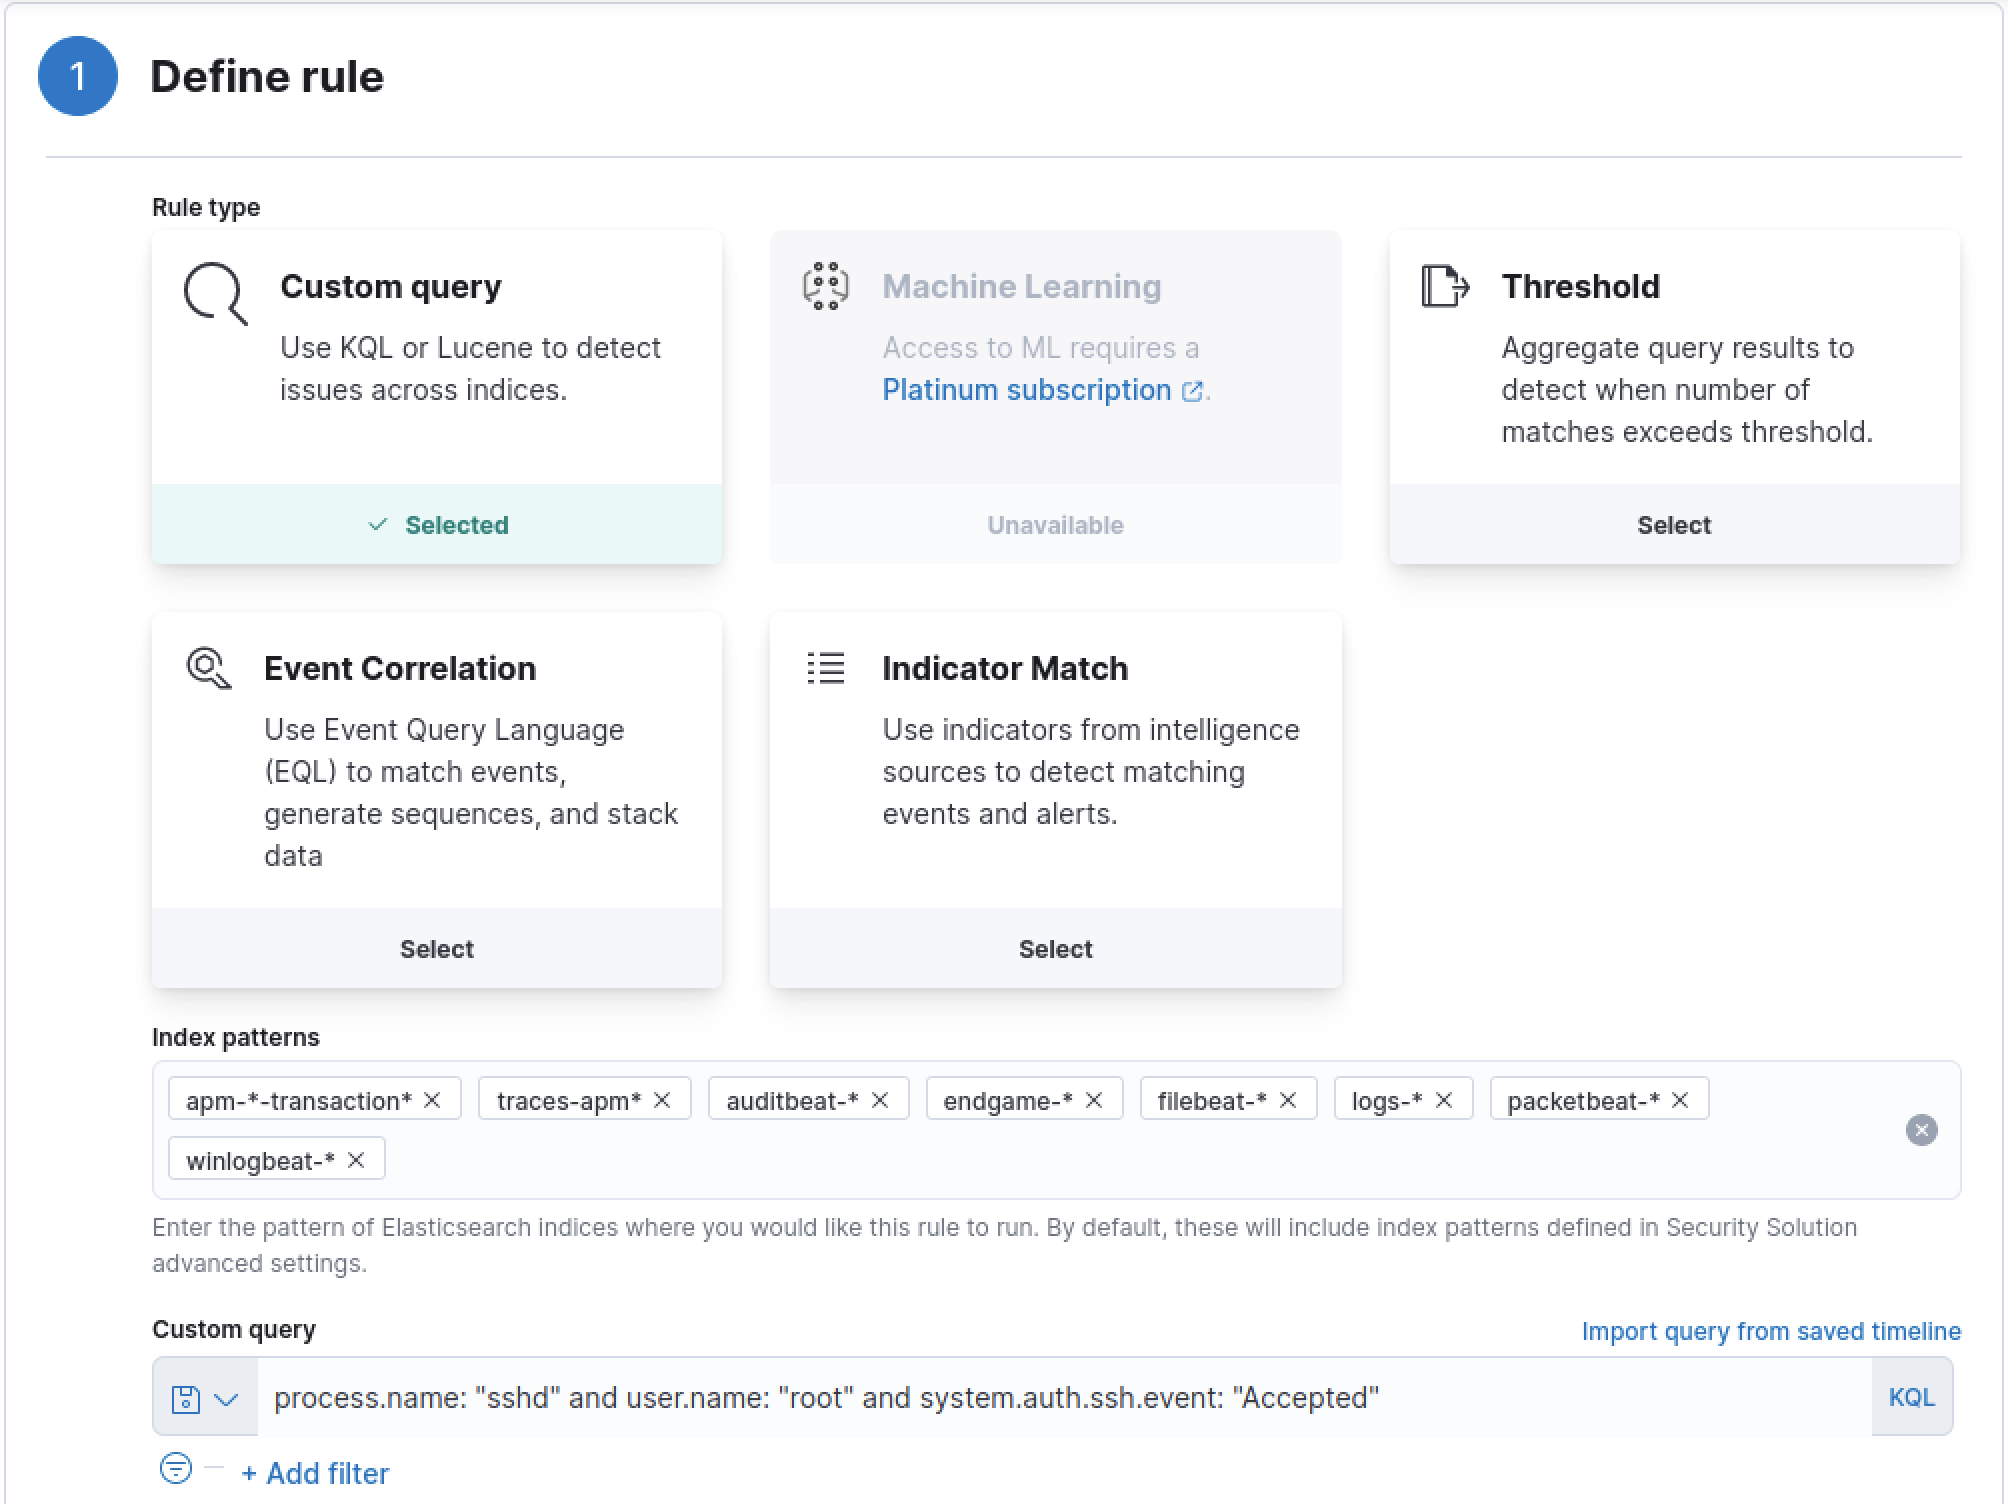 1 Define rule
Rule type
Custom query
Use KQL or Lucene to detect
issues across indices.
Selected
Machine Learning
Access to ML requires a
Platinum subscription .
Unavailable
Threshold
Aggregate query results to
detect when number of
matches exceeds threshold.
Select
Event Correlation
Use Event Query Language
(EQL) to match events,
generate sequences, and stack
data
Select
Indicator Match
Use indicators from intelligence
sources to detect matching
events and alerts.
Select
Index patterns
apm-*-transaction* traces-apm* auditbeat-* endgame-* filebeat-* logs-* packetbeat-*
winlogbeat-*
Enter the pattern of Elasticsearch indices where you would like this rule to run. By default, these will include index patterns defined in Security Solution
advanced settings.
Custom query Import query from saved timeline
process.name: "sshd" and user.name: "root" and system.auth.ssh.event: "Accepted" KQL
+ Add filter